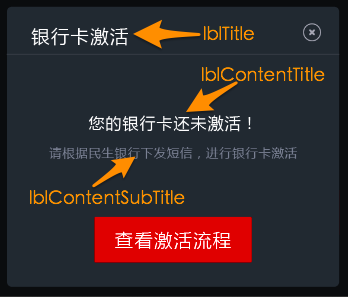 银行卡激活 lblTitle
lblContentTitle
您的银行卡还未激活！
请根据民生银行下发短信，进行银行卡激活
lblContentSubTitle
查看激活流程